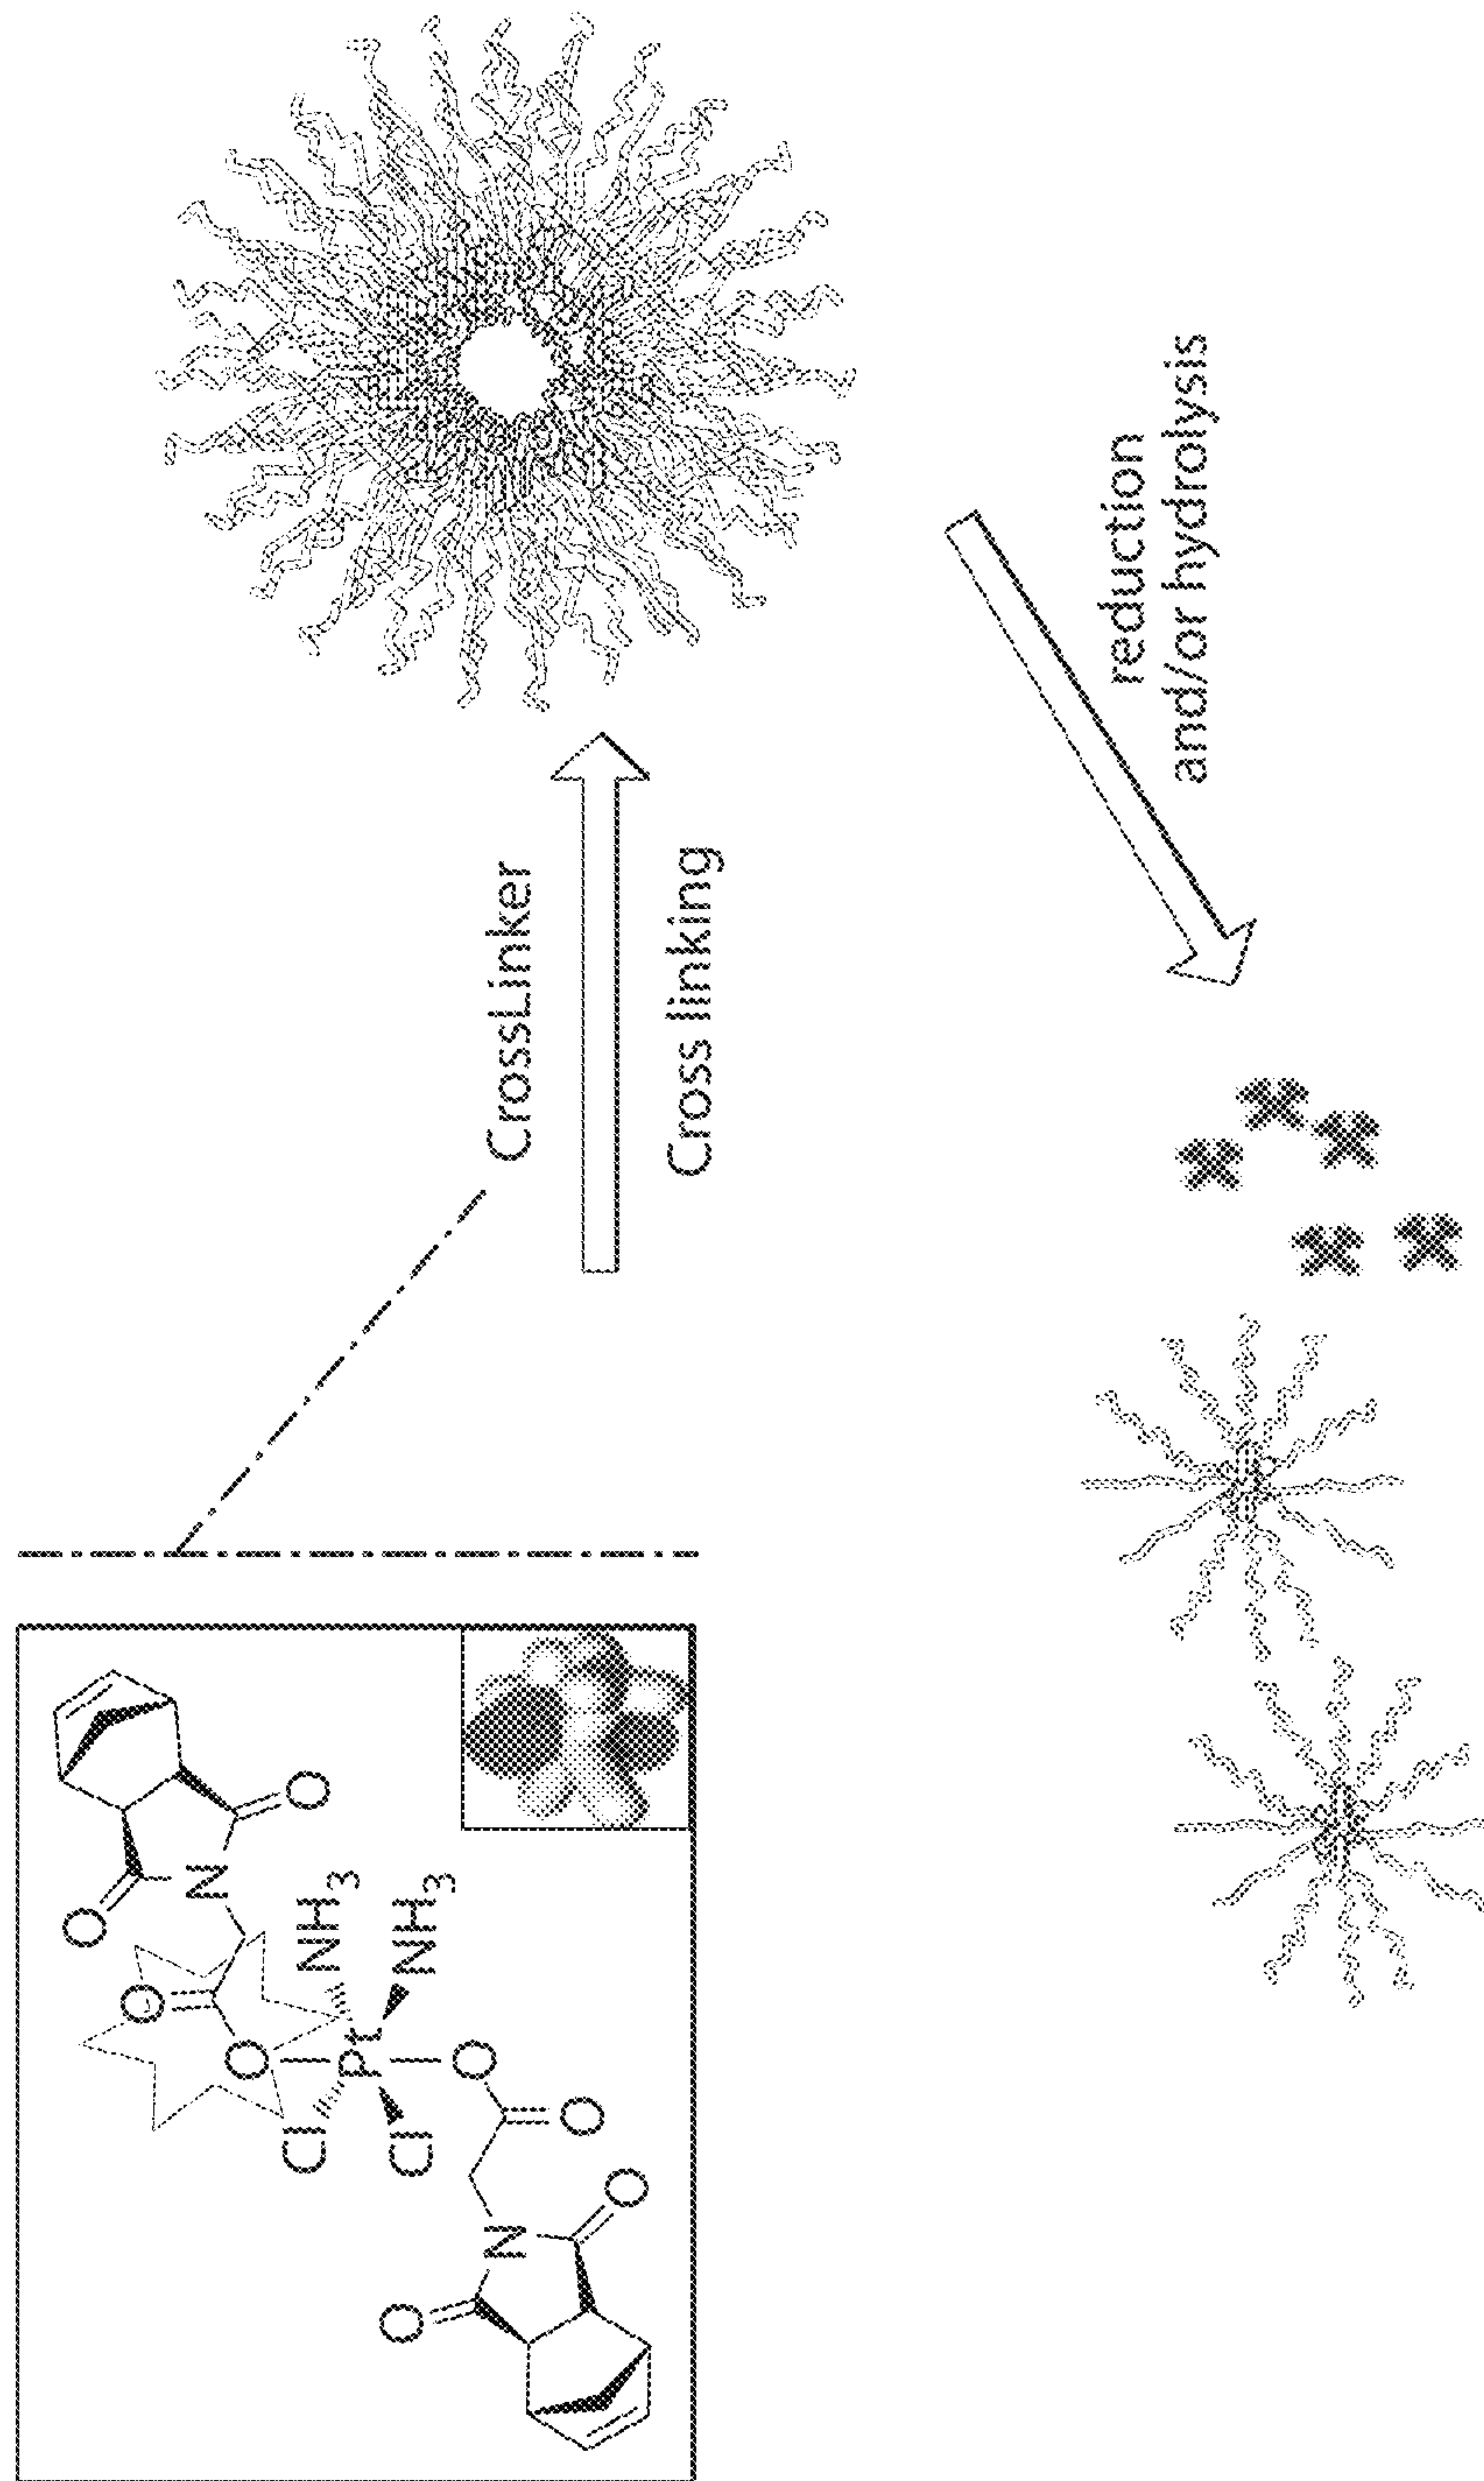 O
O
N
O
O
Cl
NH3
Pt
O
Cl
NH3
O
N
O
O
CrossLinker
Cross linking
reduction
and/or hydrolysis